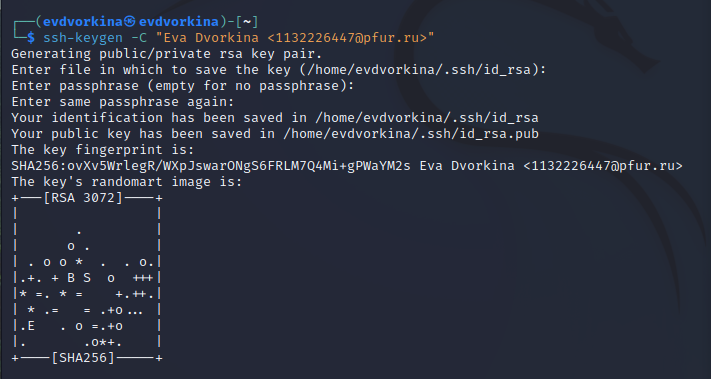 ┌──(evdvorkina㉿evdvorkina)-[~]
└─$ ssh-keygen -C "Eva Dvorkina <1132226447@pfur.ru>"
Generating public/private rsa key pair.
Enter file in which to save the key (/home/evdvorkina/.ssh/id_rsa):
Enter passphrase (empty for no passphrase):
Enter same passphrase again:
Your identification has been saved in /home/evdvorkina/.ssh/id_rsa
Your public key has been saved in /home/evdvorkina/.ssh/id_rsa.pub
The key fingerprint is:
SHA256:ovXv5WrlegR/WXpJswarONgS6FRLM7Q4Mi+gPWaYM2s Eva Dvorkina <1132226447@pfur.ru>
The key's randomart image is:
+---[RSA 3072]----+
|                 |
|       .         |
|      o .        |
| . o o *  .  . o.|
|.+. + B S  o  +++|
|* =. * =    +.++.|
| * .=   = .+o... |
|.E   . o =.+o    |
|.       .o*+.    |
+----[SHA256]-----+